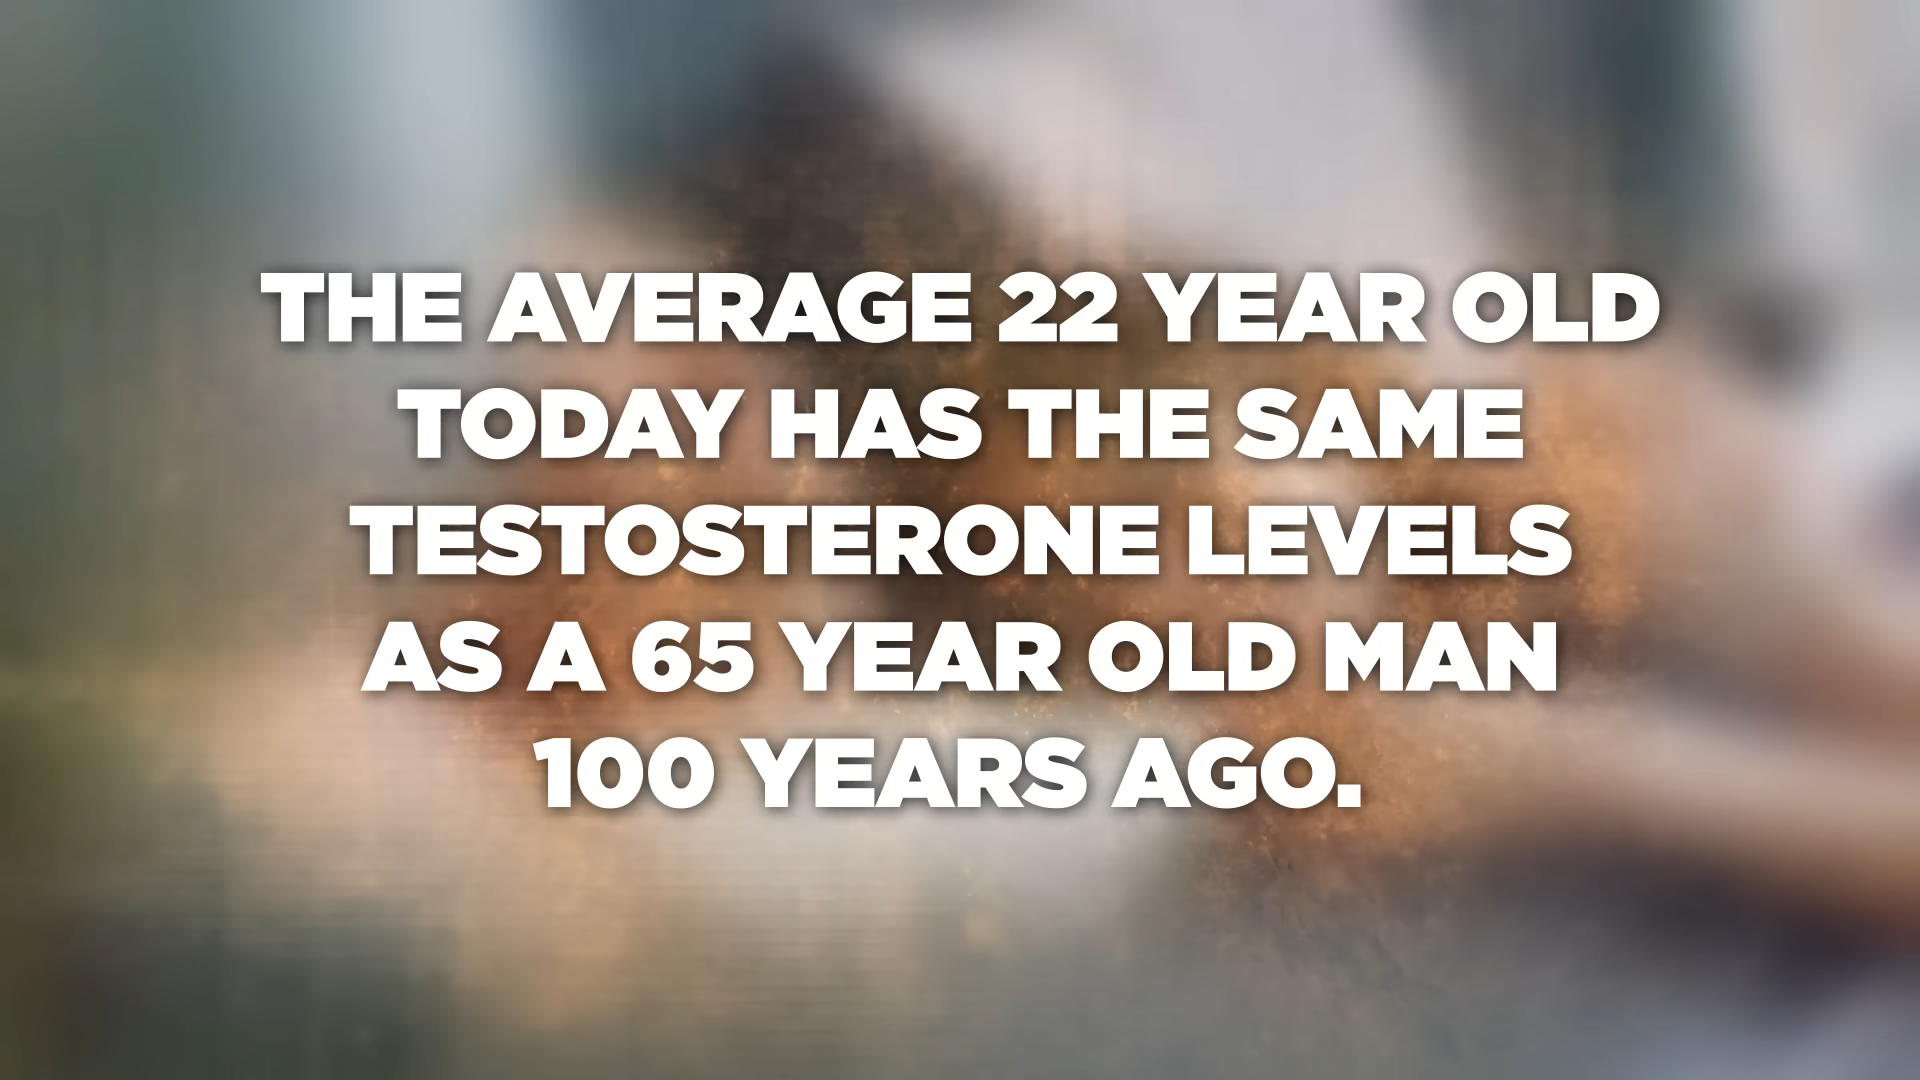 THE AVERAGE 22 YEAR OLD
TODAY HAS THE SAME
TESTOSTERONE LEVELS
AS A 65 YEAR OLD MAN
100 YEARS AGO.